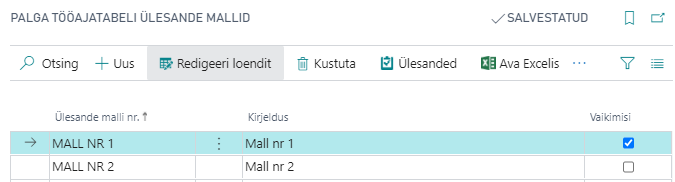 PALGA TÖÖAJATABELI ÜLESANDE MALLID ✓SALVESTATUD
Otsing + Uus Redigeeri loendit Kustuta Ülesanded Ava Excelis ···
Ülesande malli nr. ↑ Kirjeldus Vaikimisi
→ MALL NR 1 ⋮ Mall nr 1 ☑
MALL NR 2 Mall nr 2 ☐